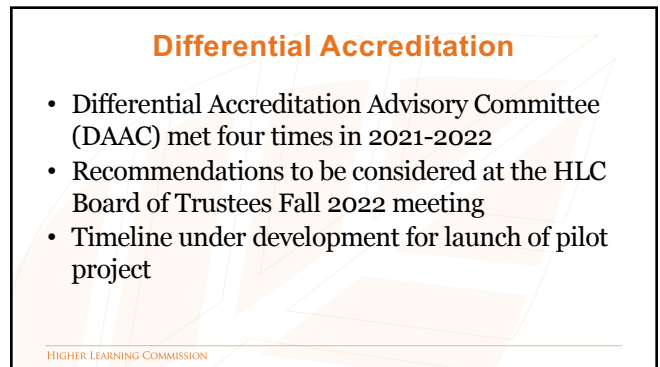 Differential Accreditation
• Differential Accreditation Advisory Committee
(DAAC) met four times in 2021-2022
• Recommendations to be considered at the HLC
Board of Trustees Fall 2022 meeting
• Timeline under development for launch of pilot
project
HIGHER LEARNING COMMISSION